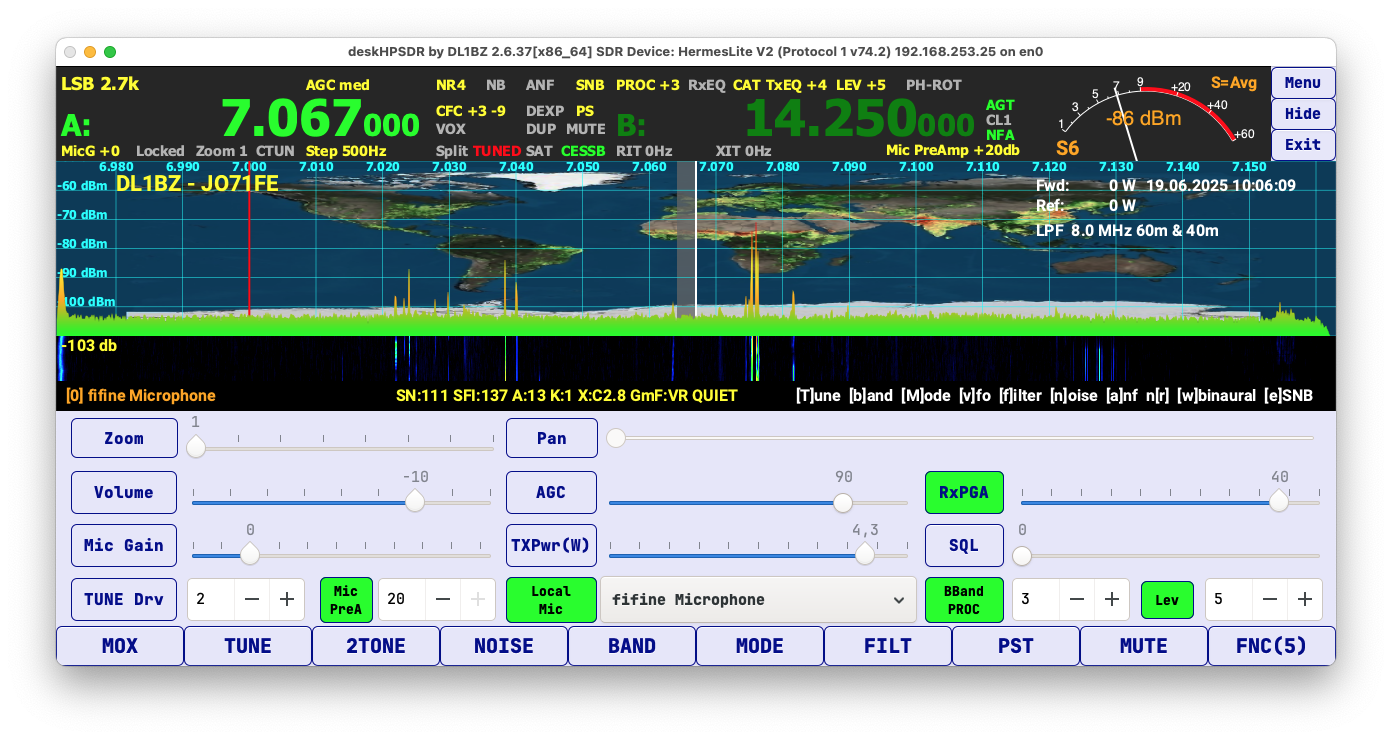 deskHPSDR by DL1BZ 2.6.37[x86_64] SDR Device: HermesLite V2 (Protocol 1 v74.2) 192.168.253.25 on en0
LSB 2.7k AGC med NR4 NB ANF SNB PROC +3 RxEQ CAT TxEQ +4 LEV +5 PH-ROT
1 3 5 7 9 +20 +40 +60 S=Avg
Menu
A: 7.067000 CFC +3 -9 DEXP PS B: 14.250000 AGT
VOX DUP MUTE CL1
NFA
-86 dBm
Hide
MicG +0 Locked Zoom 1 CTUN Step 500Hz Split TUNED SAT CESSB RIT 0Hz XIT 0Hz Mic PreAmp +20db S6
Exit
6.980 6.990 7.000 7.010 7.020 7.030 7.040 7.050 7.060 7.070 7.080 7.090 7.100 7.110 7.120 7.130 7.140 7.150
-60 dBm DL1BZ - JO71FE Fwd: 0 W 19.06.2025 10:06:09
Ref: 0 W
-70 dBm
LPF 8.0 MHz 60m & 40m
-80 dBm
-90 dBm
-100 dBm
-103 db
[0] fifine Microphone SN:111 SFI:137 A:13 K:1 X:C2.8 GmF:VR QUIET [T]une [b]and [M]ode [v]fo [f]ilter [n]oise [a]nf n[r] [w]binaural [e]SNB
Zoom 1 Pan
Volume -10 AGC 90 RxPGA 40
Mic Gain 0 TXPwr(W) 4,3 SQL 0
TUNE Drv 2 − + Mic PreA 20 − + Local Mic fifine Microphone BBand PROC 3 − + Lev 5 − +
MOX TUNE 2TONE NOISE BAND MODE FILT PST MUTE FNC(5)